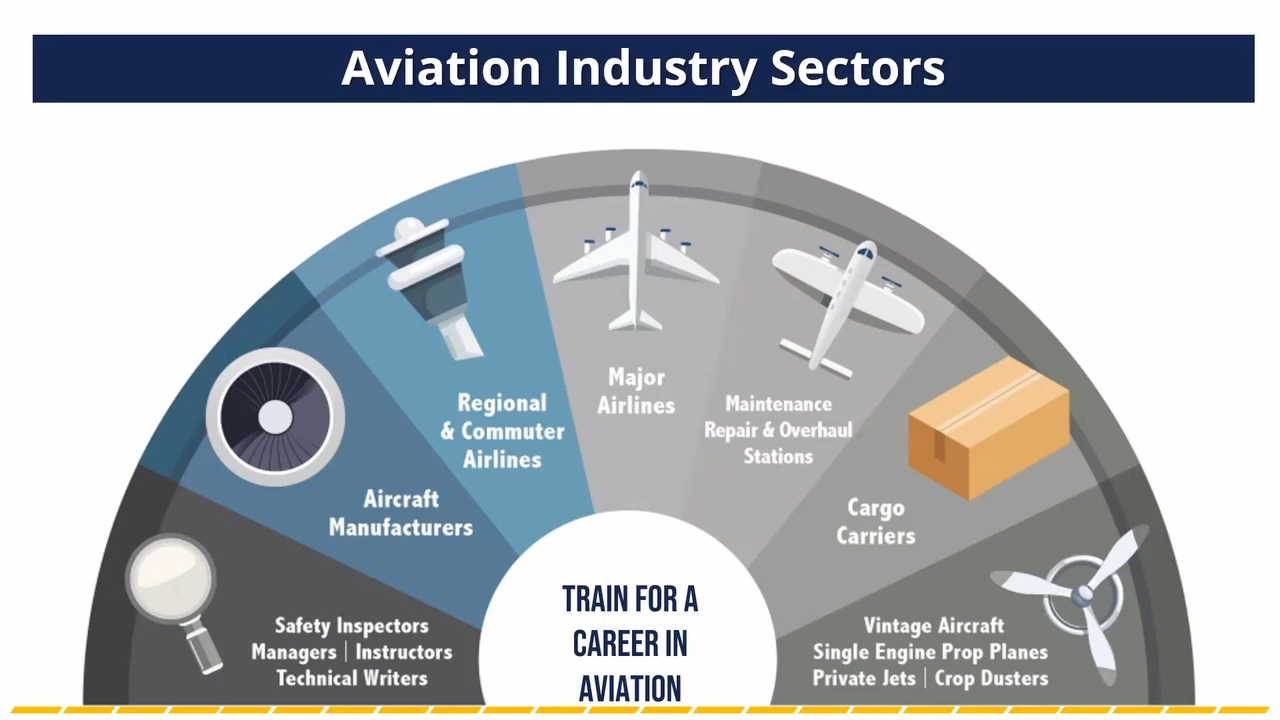 Aviation Industry Sectors
Safety Inspectors
Managers | Instructors
Technical Writers
Aircraft
Manufacturers
Regional
& Commuter
Airlines
Major
Airlines
Maintenance
Repair & Overhaul
Stations
Cargo
Carriers
Vintage Aircraft
Single Engine Prop Planes
Private Jets | Crop Dusters
TRAIN FOR A
CAREER IN
AVIATION